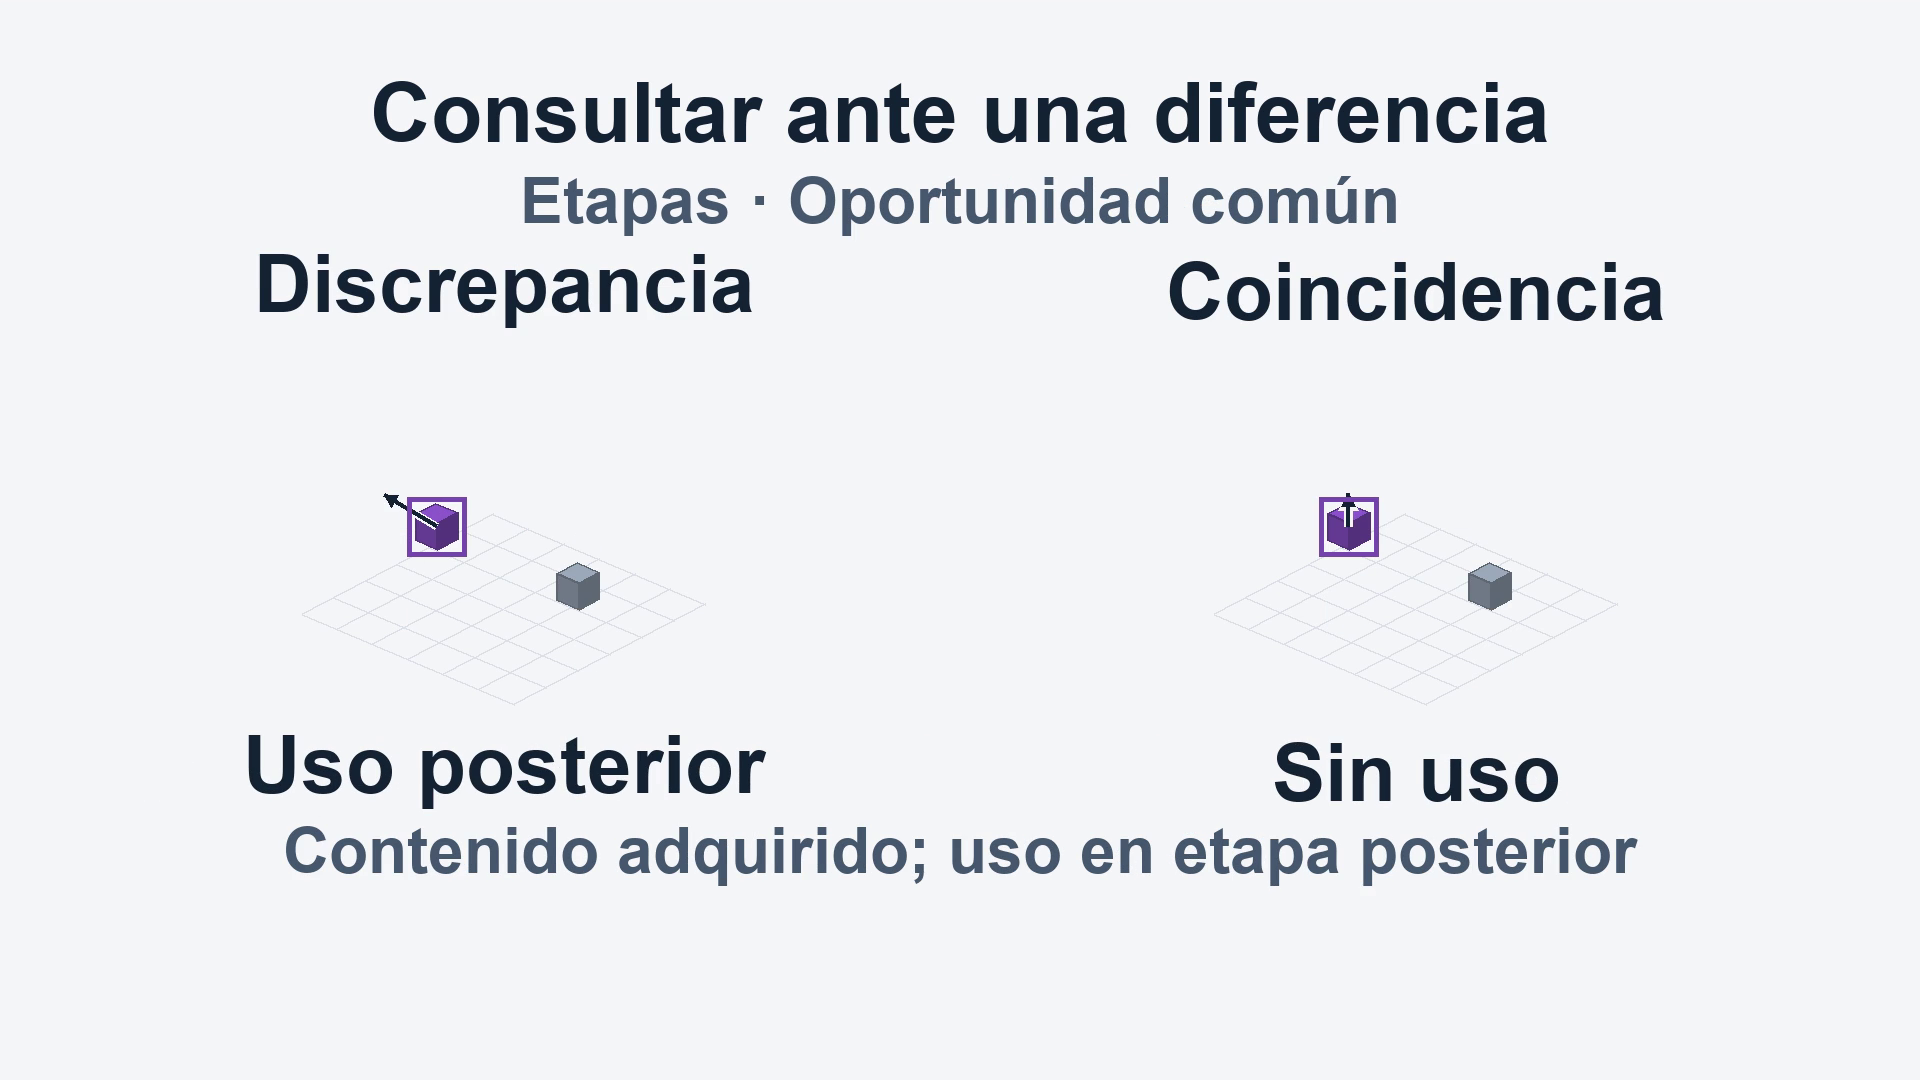 Consultar ante una diferencia
Etapas · Oportunidad común
Discrepancia
Coincidencia
Uso posterior
Sin uso
Contenido adquirido; uso en etapa posterior